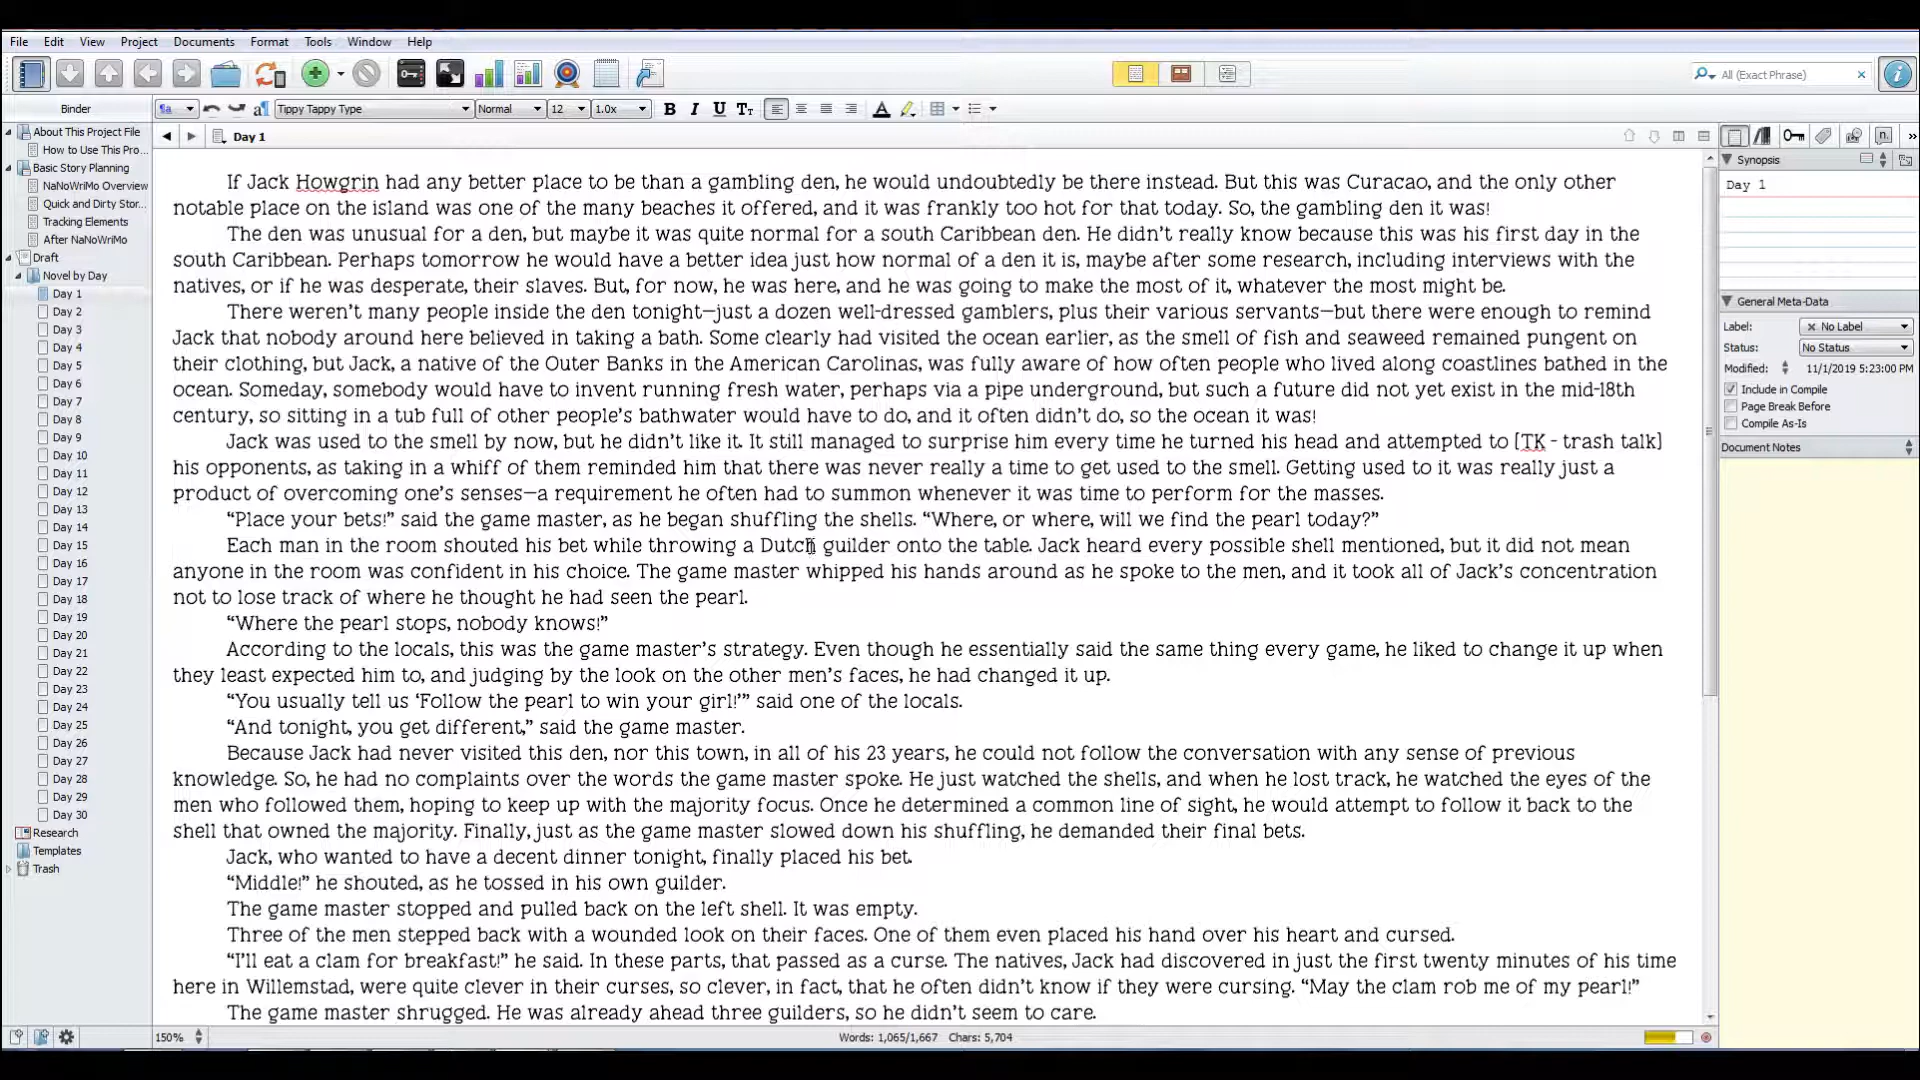 File Edit View Project Documents Format Tools Window Help
All (Exact Phrase)
Binder
Tippy Tappy Type Normal 12 1.0x B I U
Day 1
About This Project File
How to Use This Pro...
Basic Story Planning
NaNoWriMo Overview
Quick and Dirty Stor...
Tracking Elements
After NaNoWriMo
Draft
Novel by Day
Day 1
Day 2
Day 3
Day 4
Day 5
Day 6
Day 7
Day 8
Day 9
Day 10
Day 11
Day 12
Day 13
Day 14
Day 15
Day 16
Day 17
Day 18
Day 19
Day 20
Day 21
Day 22
Day 23
Day 24
Day 25
Day 26
Day 27
Day 28
Day 29
Day 30
Research
Templates
Trash
If Jack Howgrin had any better place to be than a gambling den, he would undoubtedly be there instead. But this was Curacao, and the only other
notable place on the island was one of the many beaches it offered, and it was frankly too hot for that today. So, the gambling den it was!
The den was unusual for a den, but maybe it was quite normal for a south Caribbean den. He didn't really know because this was his first day in the
south Caribbean. Perhaps tomorrow he would have a better idea just how normal of a den it is, maybe after some research, including interviews with the
natives, or if he was desperate, their slaves. But, for now, he was here, and he was going to make the most of it, whatever the most might be.
There weren't many people inside the den tonight—just a dozen well-dressed gamblers, plus their various servants—but there were enough to remind
Jack that nobody around here believed in taking a bath. Some clearly had visited the ocean earlier, as the smell of fish and seaweed remained pungent on
their clothing, but Jack, a native of the Outer Banks in the American Carolinas, was fully aware of how often people who lived along coastlines bathed in the
ocean. Someday, somebody would have to invent running fresh water, perhaps via a pipe underground, but such a future did not yet exist in the mid-18th
century, so sitting in a tub full of other people's bathwater would have to do, and it often didn't do, so the ocean it was!
Jack was used to the smell by now, but he didn't like it. It still managed to surprise him every time he turned his head and attempted to [TK - trash talk]
his opponents, as taking in a whiff of them reminded him that there was never really a time to get used to the smell. Getting used to it was really just a
product of overcoming one's senses—a requirement he often had to summon whenever it was time to perform for the masses.
“Place your bets!” said the game master, as he began shuffling the shells. “Where, or where, will we find the pearl today?”
Each man in the room shouted his bet while throwing a Dutch guilder onto the table. Jack heard every possible shell mentioned, but it did not mean
anyone in the room was confident in his choice. The game master whipped his hands around as he spoke to the men, and it took all of Jack's concentration
not to lose track of where he thought he had seen the pearl.
“Where the pearl stops, nobody knows!”
According to the locals, this was the game master's strategy. Even though he essentially said the same thing every game, he liked to change it up when
they least expected him to, and judging by the look on the other men's faces, he had changed it up.
“You usually tell us ‘Follow the pearl to win your girl!’” said one of the locals.
“And tonight, you get different,” said the game master.
Because Jack had never visited this den, nor this town, in all of his 23 years, he could not follow the conversation with any sense of previous
knowledge. So, he had no complaints over the words the game master spoke. He just watched the shells, and when he lost track, he watched the eyes of the
men who followed them, hoping to keep up with the majority focus. Once he determined a common line of sight, he would attempt to follow it back to the
shell that owned the majority. Finally, just as the game master slowed down his shuffling, he demanded their final bets.
Jack, who wanted to have a decent dinner tonight, finally placed his bet.
“Middle!” he shouted, as he tossed in his own guilder.
The game master stopped and pulled back on the left shell. It was empty.
Three of the men stepped back with a wounded look on their faces. One of them even placed his hand over his heart and cursed.
“I'll eat a clam for breakfast!” he said. In these parts, that passed as a curse. The natives, Jack had discovered in just the first twenty minutes of his time
here in Willemstad, were quite clever in their curses, so clever, in fact, that he often didn't know if they were cursing. “May the clam rob me of my pearl!”
The game master shrugged. He was already ahead three guilders, so he didn't seem to care.
150%
Words: 1,065/1,667 Chars: 5,704
Synopsis
Day 1
General Meta-Data
Label: No Label
Status: No Status
Modified: 11/1/2019 5:23:00 PM
Include in Compile
Page Break Before
Compile As-Is
Document Notes